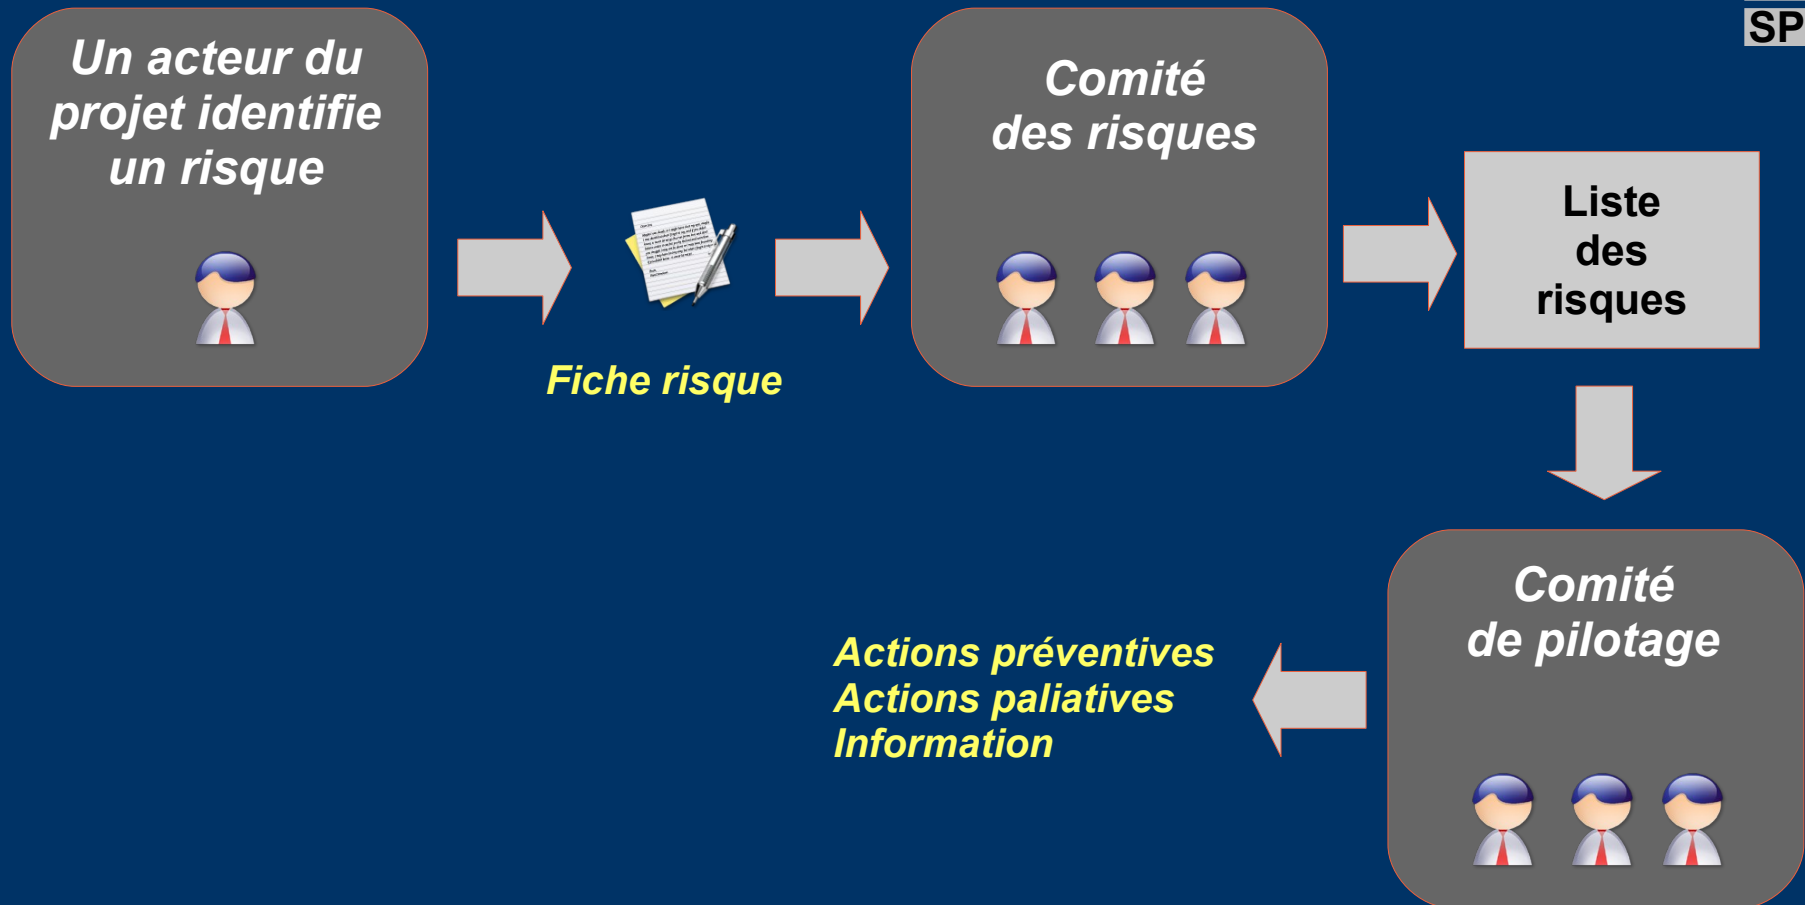 Un acteur du
projet identifie
un risque
Fiche risque
Comité
des risques
SP
Liste
des
risques
Comité
de pilotage
Actions préventives
Actions paliatives
Information